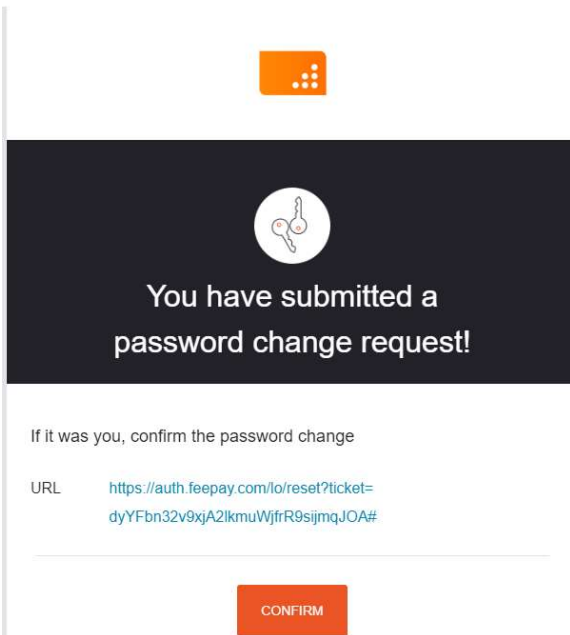 You have submitted a
password change request!
If it was you, confirm the password change
URL https://auth.feepay.com/lo/reset?ticket=
dyYFbn32v9xjA2lkmuWjfrR9sijmqJOA#
CONFIRM